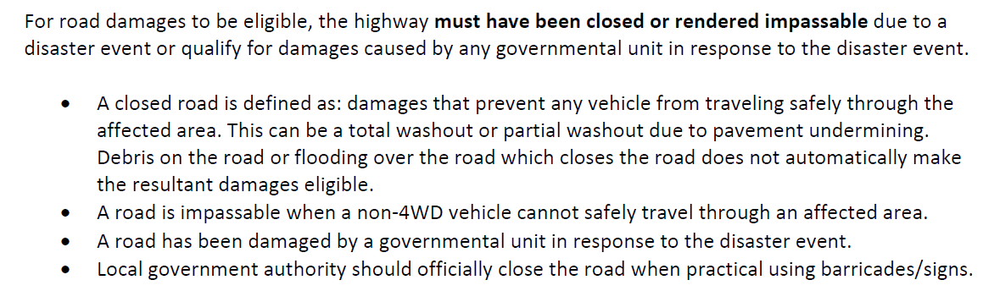 For road damages to be eligible, the highway must have been closed or rendered impassable due to a
disaster event or qualify for damages caused by any governmental unit in response to the disaster event.
• A closed road is defined as: damages that prevent any vehicle from traveling safely through the
affected area. This can be a total washout or partial washout due to pavement undermining.
Debris on the road or flooding over the road which closes the road does not automatically make
the resultant damages eligible.
• A road is impassable when a non-4WD vehicle cannot safely travel through an affected area.
• A road has been damaged by a governmental unit in response to the disaster event.
• Local government authority should officially close the road when practical using barricades/signs.